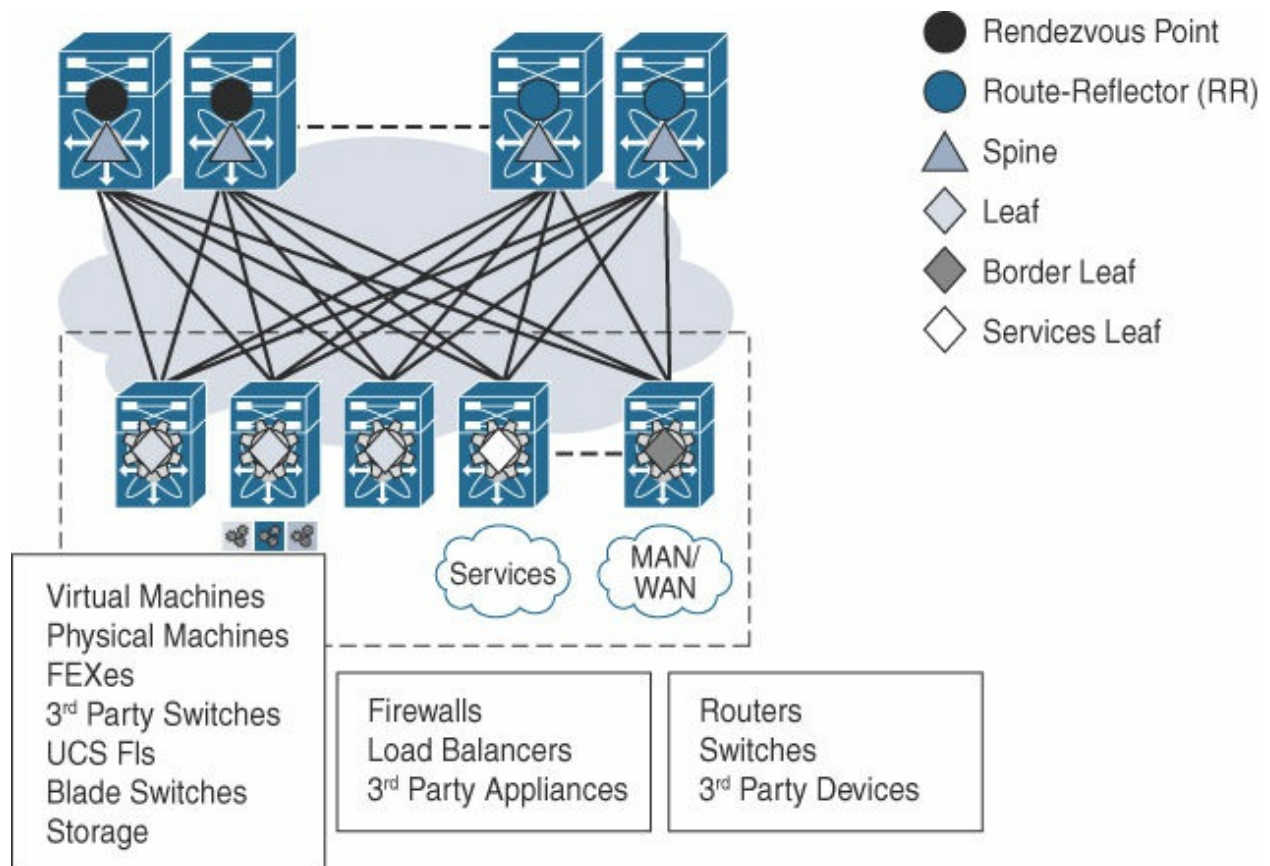 Rendezvous Point
Route-Reflector (RR)
Spine
Leaf
Border Leaf
Services Leaf
Services
MAN/
WAN
Virtual Machines
Physical Machines
FEXes
3rd Party Switches
UCS FIs
Blade Switches
Storage
Firewalls
Load Balancers
3rd Party Appliances
Routers
Switches
3rd Party Devices